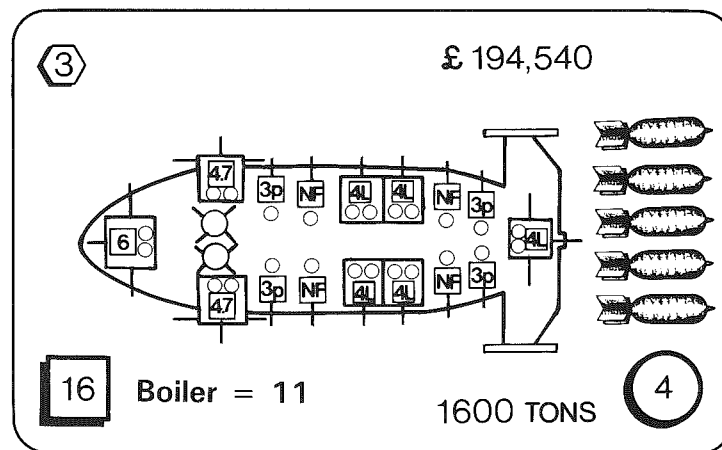 3
£ 194,540
4.7 3p NF 4L 4L NF 3p
6 4L
4.7 3p NF 4L 4L NF 3p
16 Boiler = 11 1600 TONS 4